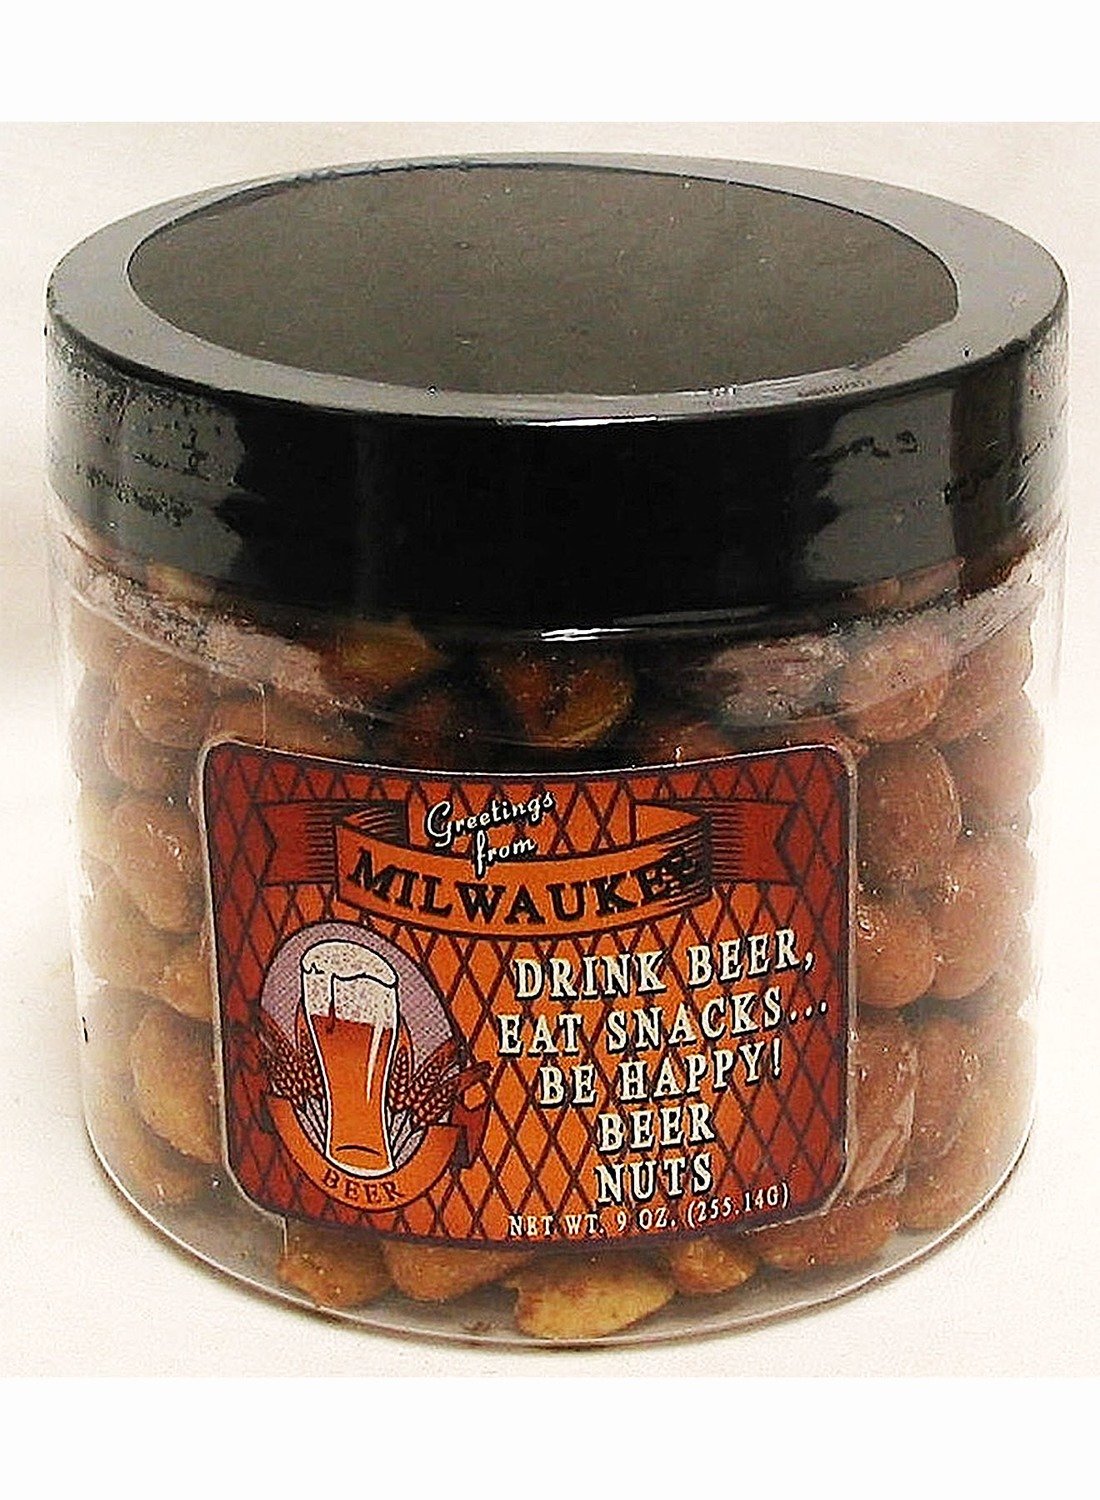 Greetings
from
MILWAUKEE
DRINK BEER,
EAT SNACKS...
BE HAPPY!
BEER
NUTS
NET WT. 9 OZ. (255.14G)
BEER